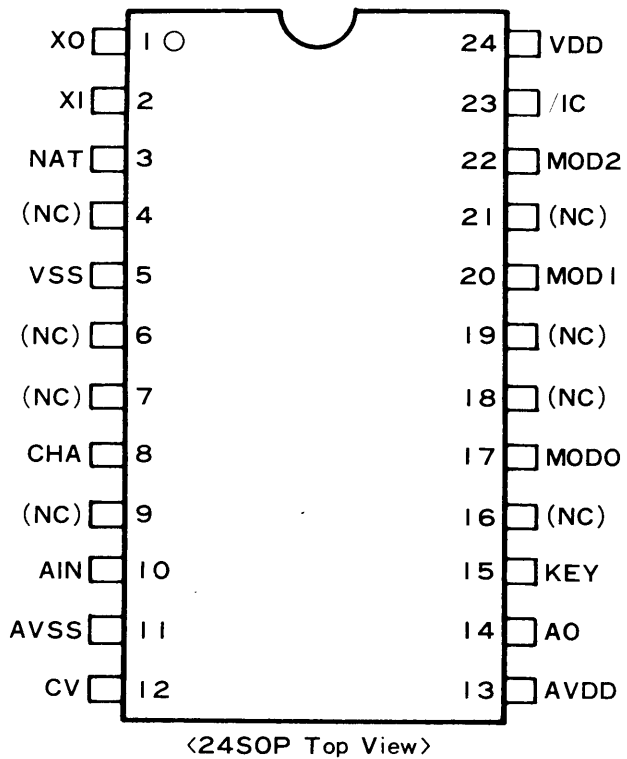 XO 1 24 VDD
XI 2 23 /IC
NAT 3 22 MOD2
(NC) 4 21 (NC)
VSS 5 20 MOD1
(NC) 6 19 (NC)
(NC) 7 18 (NC)
CHA 8 17 MOD0
(NC) 9 16 (NC)
AIN 10 15 KEY
AVSS 11 14 AO
CV 12 13 AVDD
<24SOP Top View>